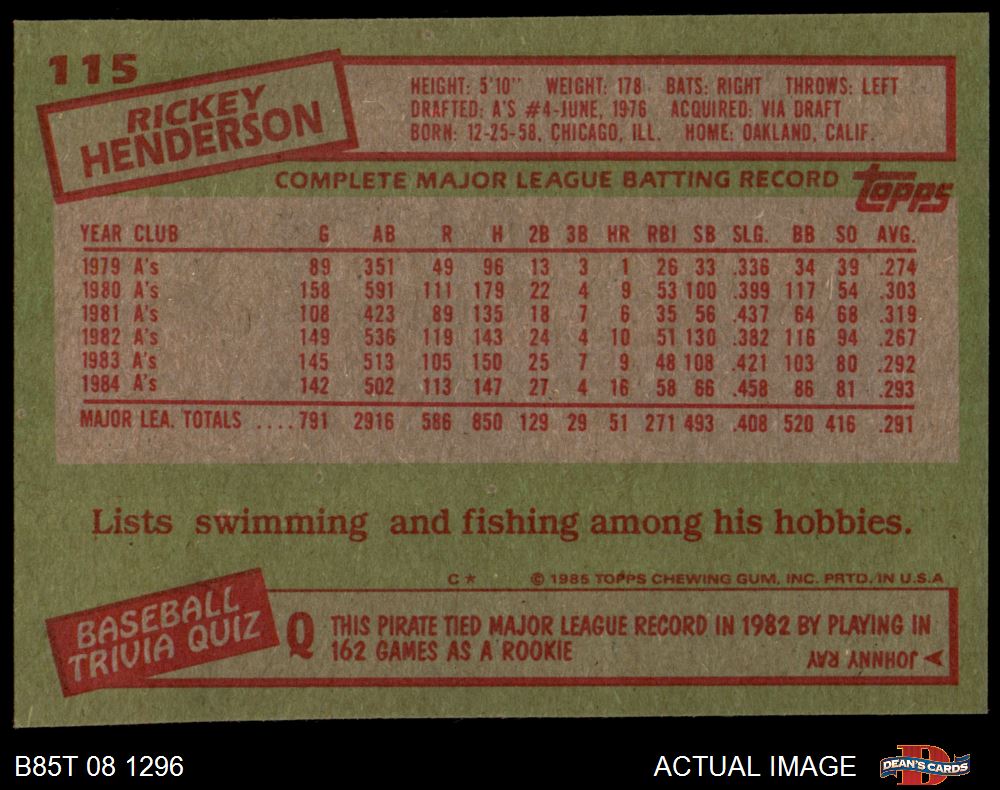 115
RICKEY
HENDERSON
HEIGHT: 5'10" WEIGHT: 178 BATS: RIGHT THROWS: LEFT
DRAFTED: A'S #4-JUNE, 1976 ACQUIRED: VIA DRAFT
BORN: 12-25-58, CHICAGO, ILL. HOME: OAKLAND, CALIF.
COMPLETE MAJOR LEAGUE BATTING RECORD
topps
YEAR CLUB G AB R H 2B 3B HR RBI SB SLG. BB SO AVG.
1979 A's 89 351 49 96 13 3 1 26 33 .336 34 39 .274
1980 A's 158 591 111 179 22 4 9 53 100 .399 117 54 .303
1981 A's 108 423 89 135 18 7 6 35 56 .437 64 68 .319
1982 A's 149 536 119 143 24 4 10 51 130 .382 116 94 .267
1983 A's 145 513 105 150 25 7 9 48 108 .421 103 80 .292
1984 A's 142 502 113 147 27 4 16 58 66 .458 86 81 .293
MAJOR LEA. TOTALS ....791 2916 586 850 129 29 51 271 493 .408 520 416 .291
Lists swimming and fishing among his hobbies.
C * © 1985 TOPPS CHEWING GUM, INC. PRTD. IN U.S.A
BASEBALL
TRIVIA QUIZ
Q THIS PIRATE TIED MAJOR LEAGUE RECORD IN 1982 BY PLAYING IN
162 GAMES AS A ROOKIE
JOHNNY RAY
B85T 08 1296
ACTUAL IMAGE
D
DEAN'S CARDS